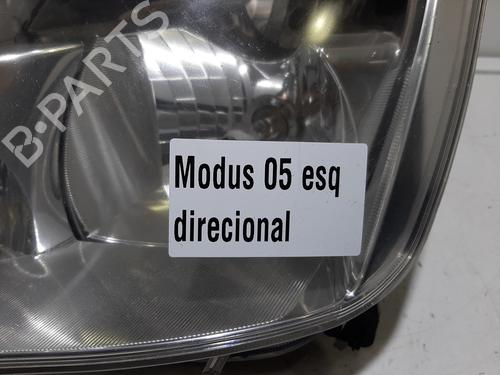 B-PARTS
Modus 05 esq
direcional